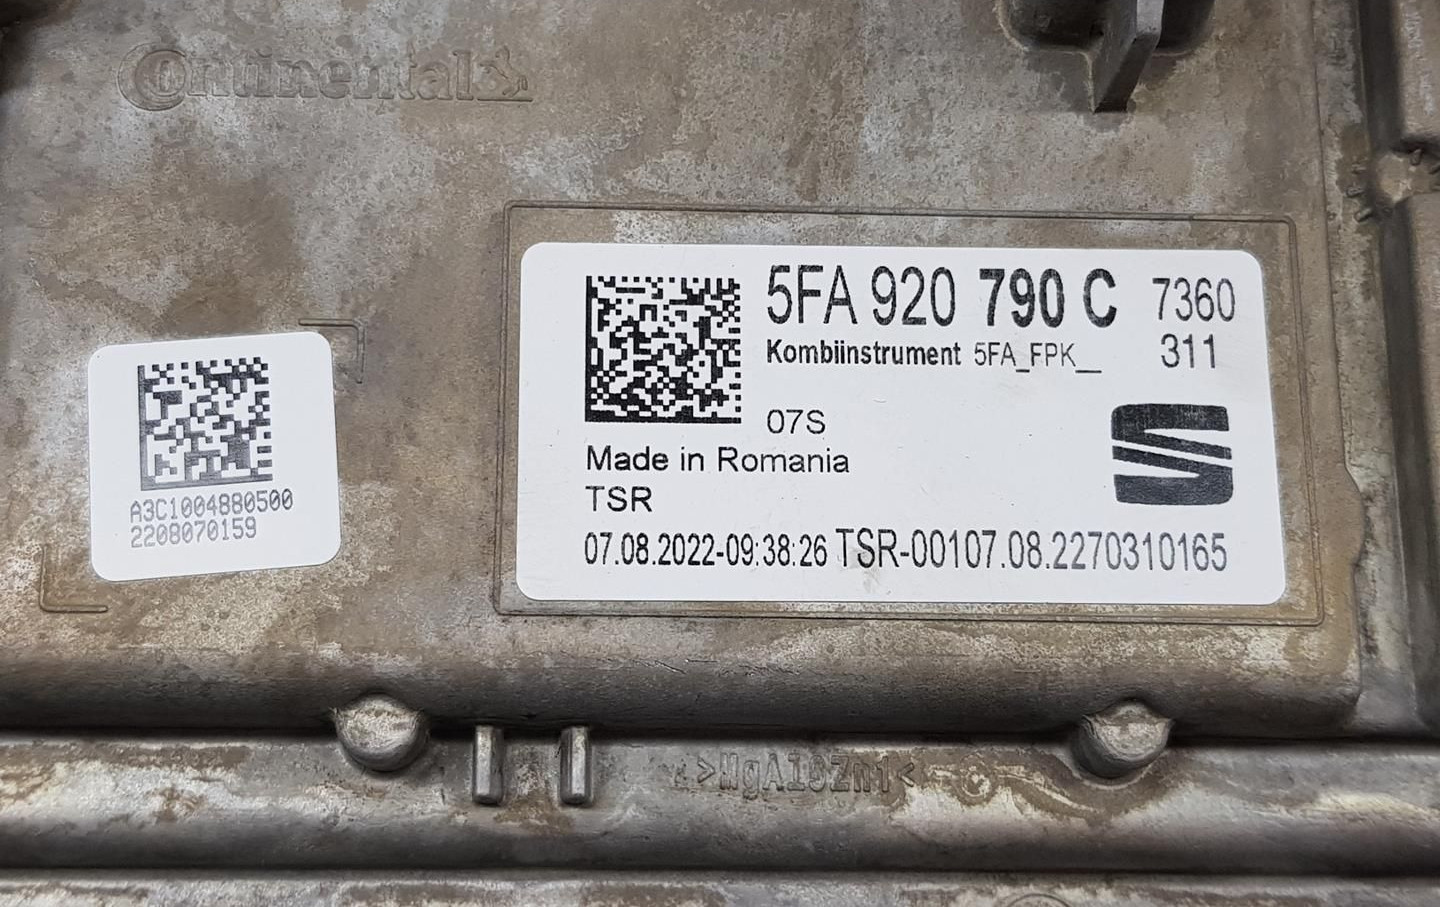 Continental
5FA 920 790 C 7360
Kombiinstrument 5FA_FPK__ 311
07S
Made in Romania
TSR
07.08.2022-09:38:26 TSR-00107.08.2270310165
A3C1004880500
2208070159
>MgAl9Zn1<